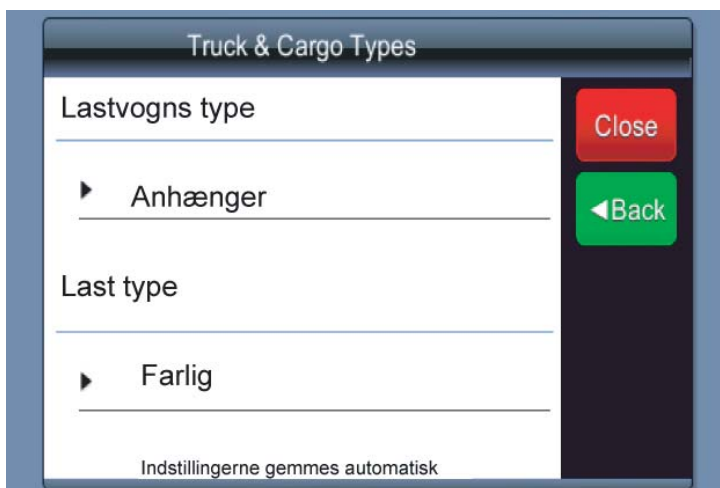 Truck & Cargo Types
Lastvogns type
Close
Anhænger
Back
Last type
Farlig
Indstillingerne gemmes automatisk